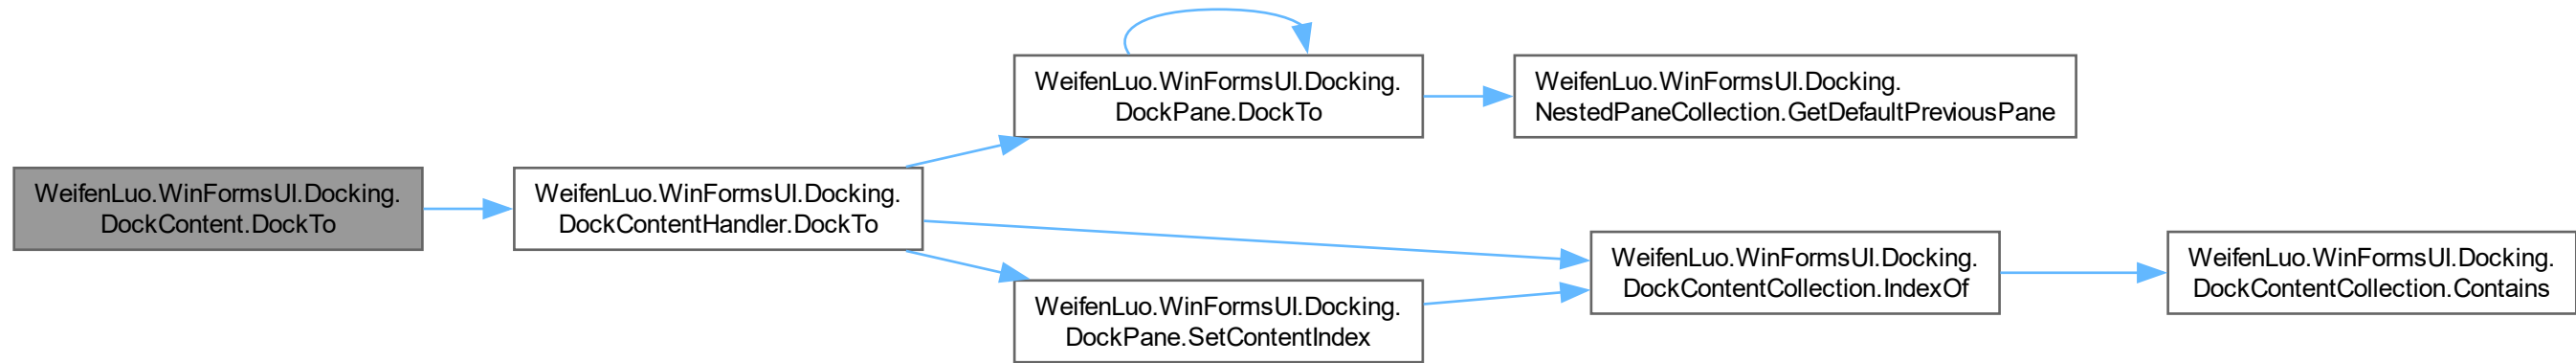 WeifenLuo.WinFormsUI.Docking.
DockContent.DockTo
WeifenLuo.WinFormsUI.Docking.
DockContentHandler.DockTo
WeifenLuo.WinFormsUI.Docking.
DockPane.DockTo
WeifenLuo.WinFormsUI.Docking.
NestedPaneCollection.GetDefaultPreviousPane
WeifenLuo.WinFormsUI.Docking.
DockContentCollection.IndexOf
WeifenLuo.WinFormsUI.Docking.
DockContentCollection.Contains
WeifenLuo.WinFormsUI.Docking.
DockPane.SetContentIndex